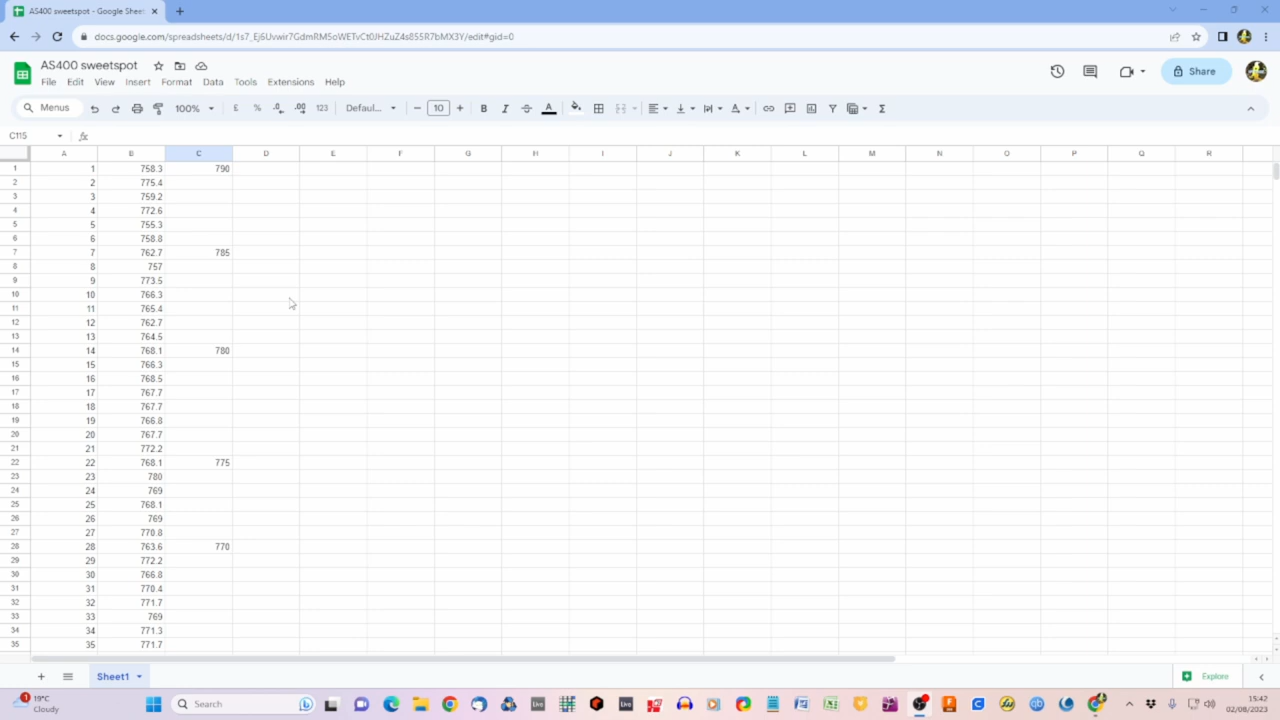 AS400 sweetspot - Google Sheet
docs.google.com/spreadsheets/d/1s7_Ej6Uvwir7GdmRM5oWETvCt0JHZuZ4s855R7bMX3Y/edit#gid=0
AS400 sweetspot
File Edit View Insert Format Data Tools Extensions Help
Share
Menus 100% £ % .0 .00 123 Defaul... 10 B I A Σ
C115 fx
A B C D E F G H I J K L M N O P Q R
1 1 758.3 790
2 2 775.4
3 3 759.2
4 4 772.6
5 5 755.3
6 6 758.8
7 7 762.7 785
8 8 757
9 9 773.5
10 10 766.3
11 11 765.4
12 12 762.7
13 13 764.5
14 14 768.1 780
15 15 766.3
16 16 768.5
17 17 767.7
18 18 767.7
19 19 766.8
20 20 767.7
21 21 772.2
22 22 768.1 775
23 23 780
24 24 769
25 25 768.1
26 26 769
27 27 770.8
28 28 763.6 770
29 29 772.2
30 30 766.8
31 31 770.4
32 32 771.7
33 33 769
34 34 771.3
35 35 771.7
Sheet1
Explore
1
19°C
Cloudy
Search
Live
Live
qb
15:42
02/08/2023